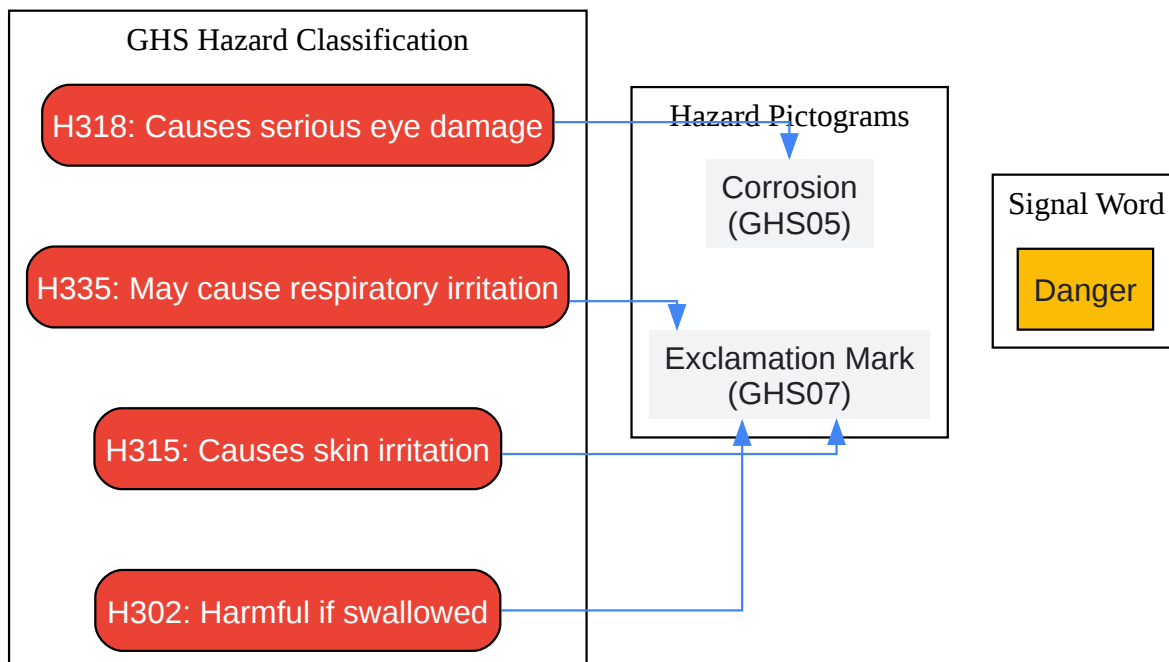 GHS Hazard Classification
H318: Causes serious eye damage
H335: May cause respiratory irritation
H315: Causes skin irritation
H302: Harmful if swallowed
Hazard Pictograms
Corrosion
(GHS05)
Exclamation Mark
(GHS07)
Signal Word
Danger